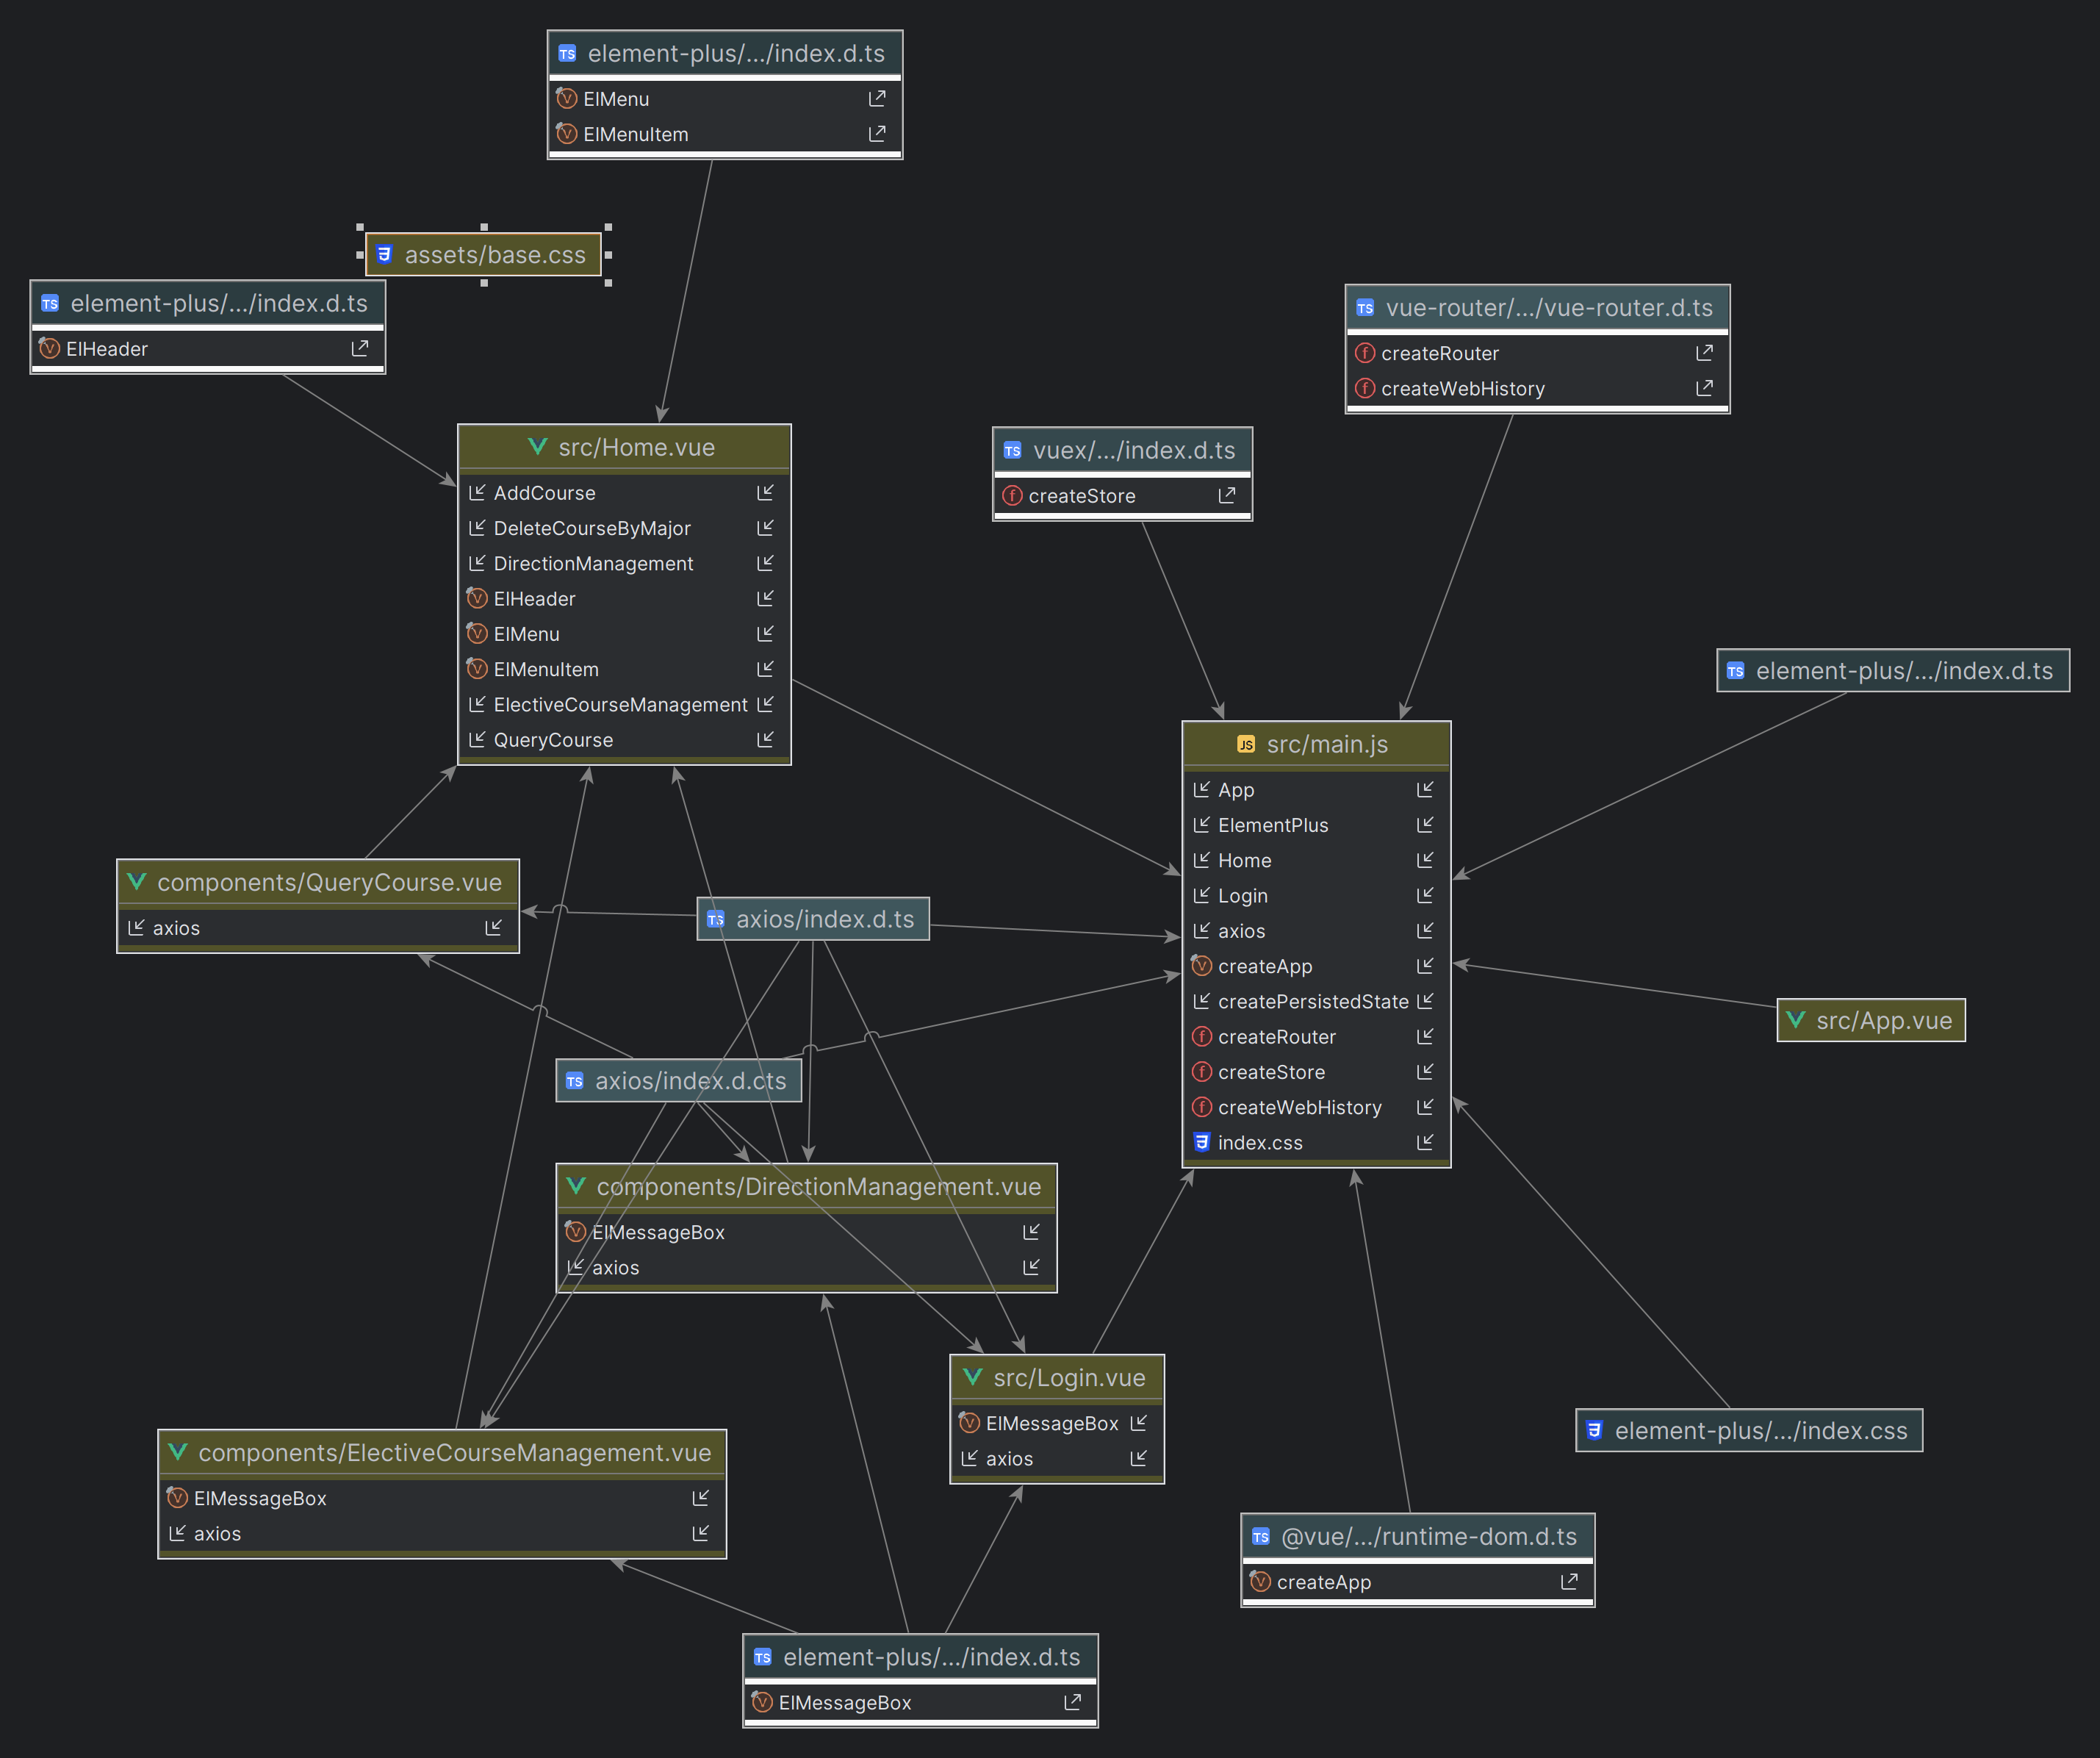 element-plus/.../index.d.ts
ElMenu
ElMenuItem
assets/base.css
element-plus/.../index.d.ts
ElHeader
vue-router/.../vue-router.d.ts
createRouter
createWebHistory
vuex/.../index.d.ts
createStore
src/Home.vue
AddCourse
DeleteCourseByMajor
DirectionManagement
ElHeader
ElMenu
ElMenuItem
ElectiveCourseManagement
QueryCourse
element-plus/.../index.d.ts
src/main.js
App
ElementPlus
Home
Login
axios
createApp
createPersistedState
createRouter
createStore
createWebHistory
index.css
components/QueryCourse.vue
axios
axios/index.d.ts
src/App.vue
axios/index.d.cts
components/DirectionManagement.vue
ElMessageBox
axios
src/Login.vue
ElMessageBox
axios
components/ElectiveCourseManagement.vue
ElMessageBox
axios
element-plus/.../index.css
@vue/.../runtime-dom.d.ts
createApp
element-plus/.../index.d.ts
ElMessageBox